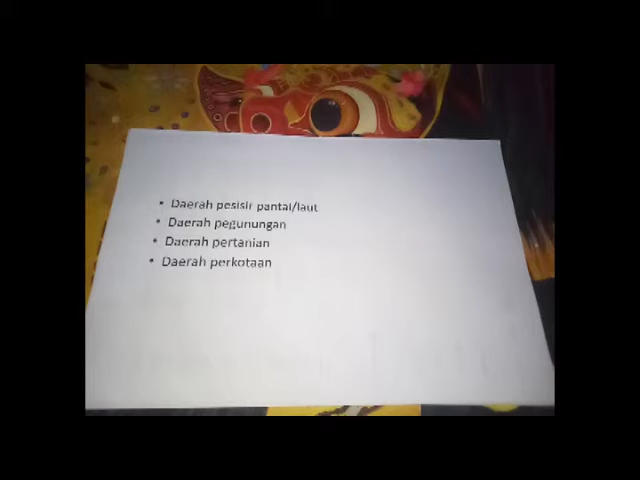 • Daerah pesisir pantai/laut
• Daerah pegunungan
• Daerah pertanian
• Daerah perkotaan